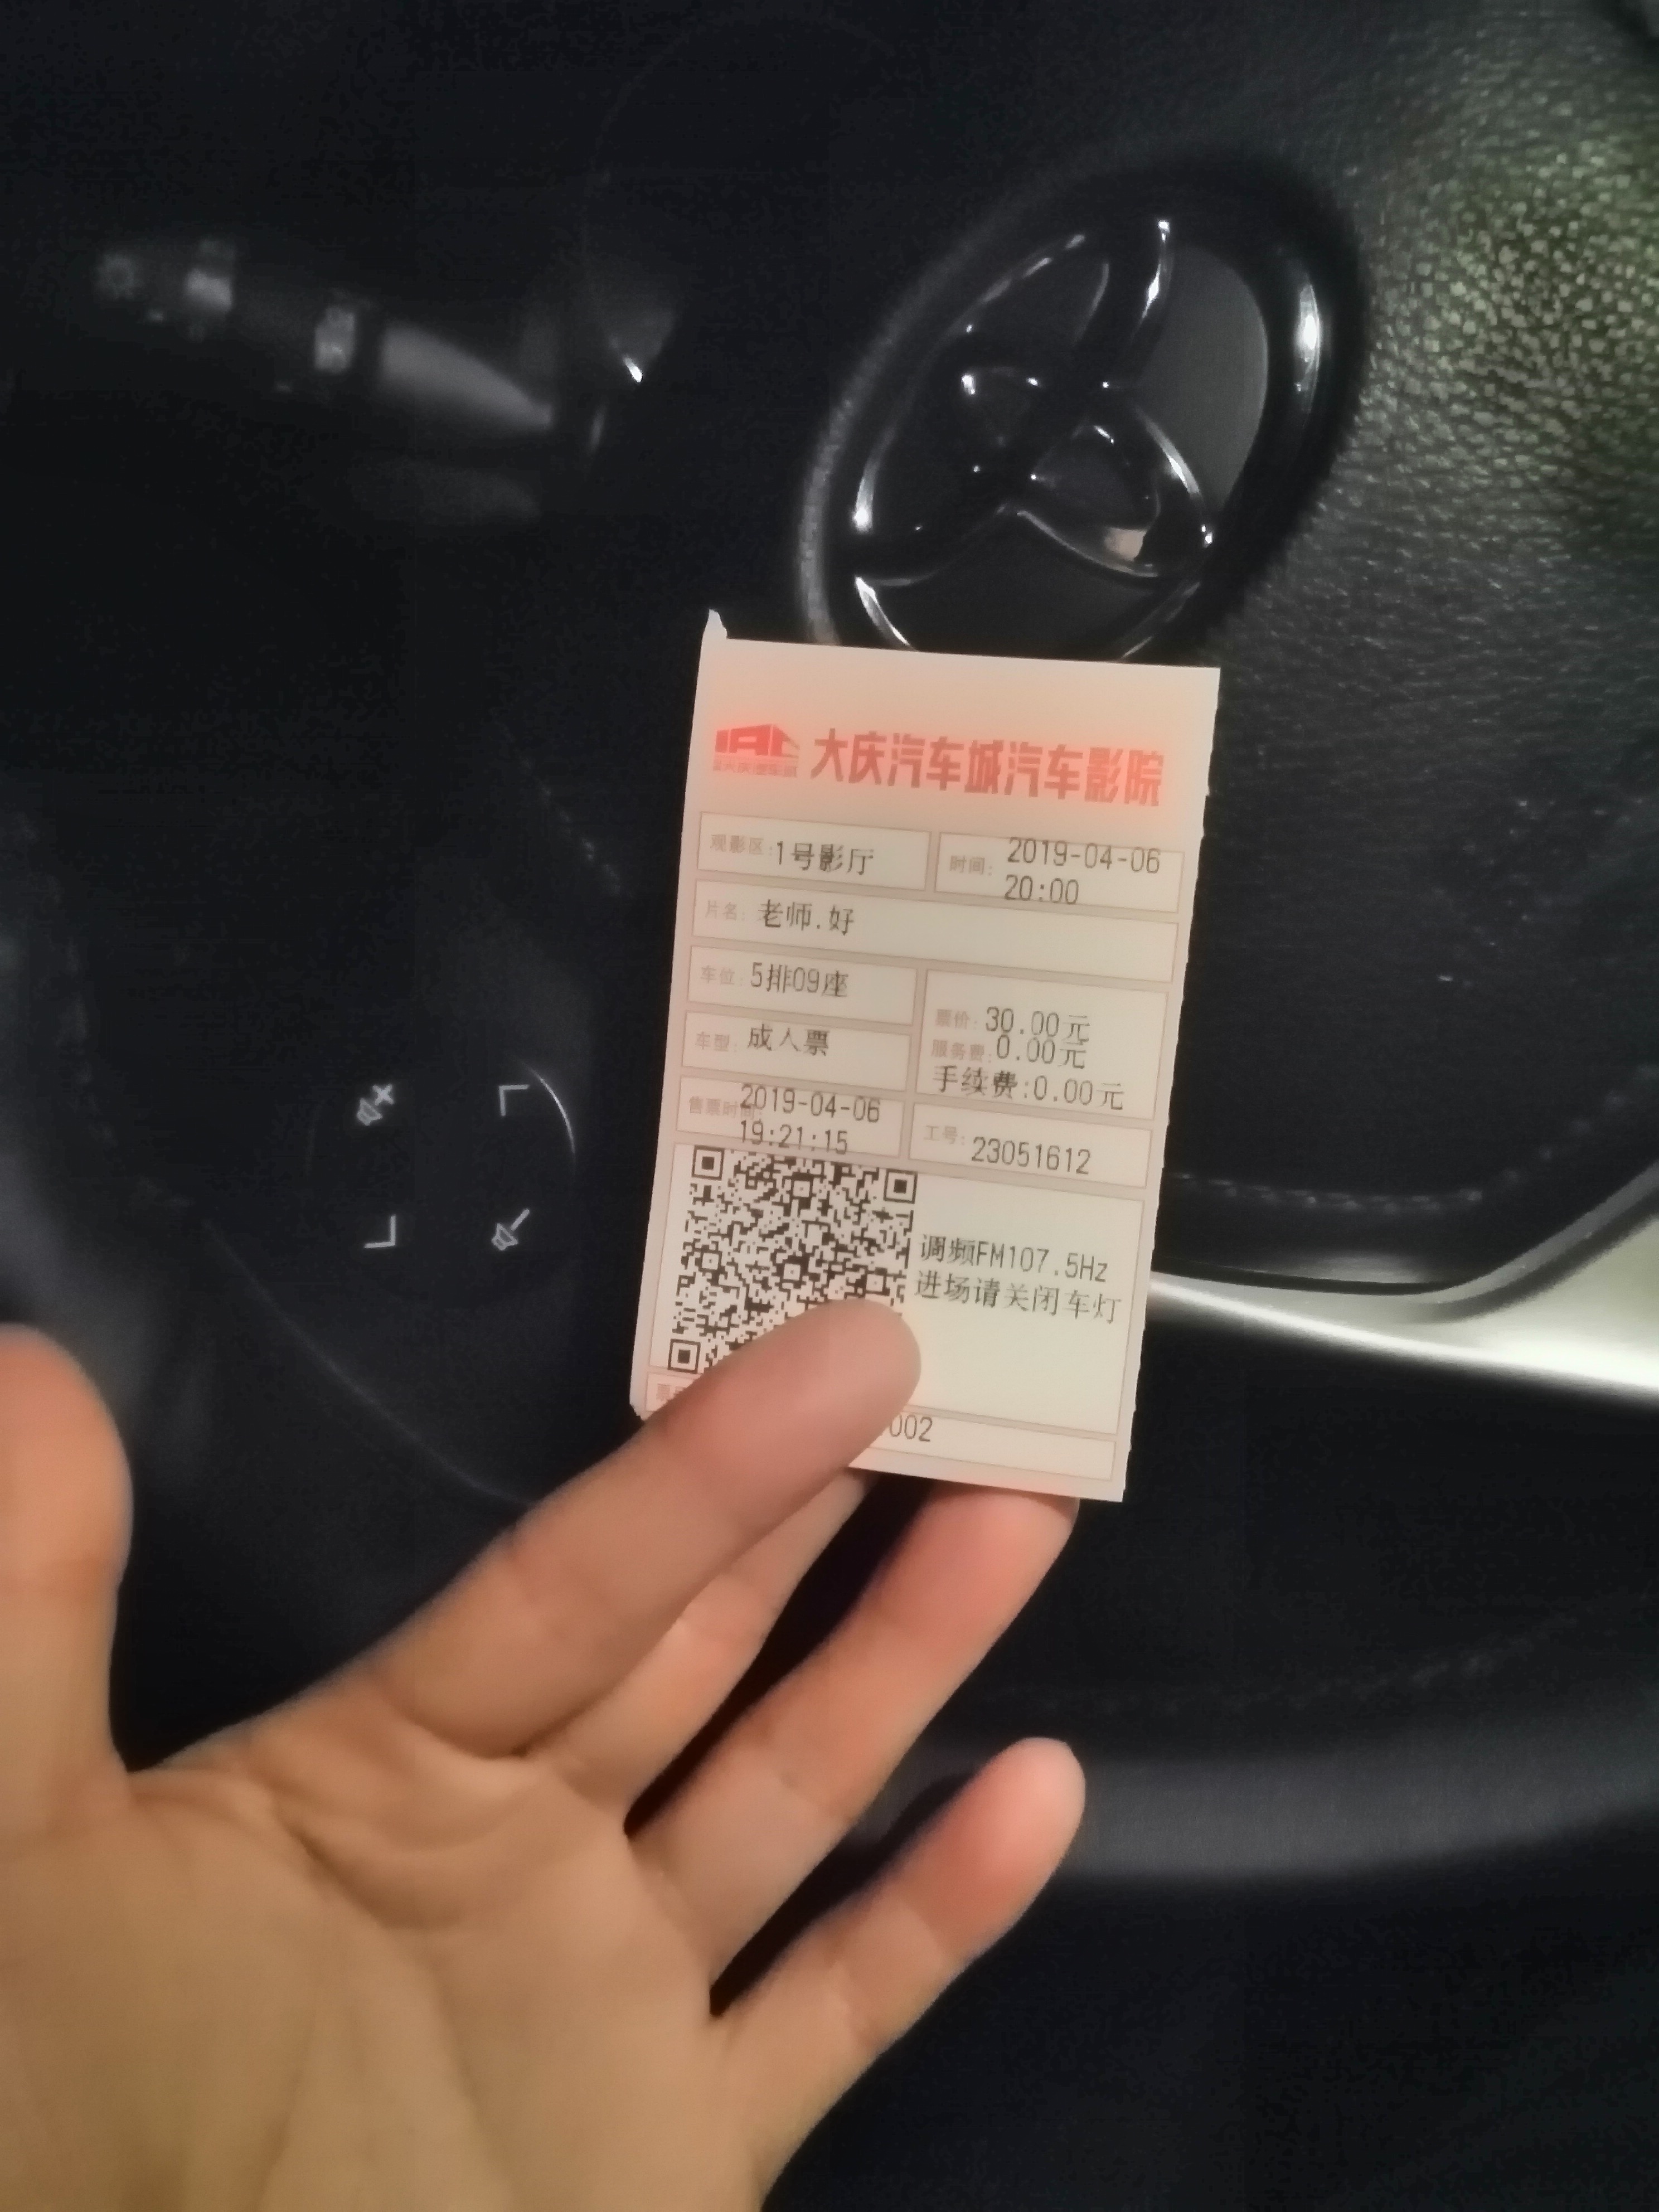 大庆汽车城汽车影院
观影区: 1号影厅
时间: 2019-04-06
20:00
片名: 老师.好
车位: 5排09座
票价: 30.00元
服务费: 0.00元
手续费:0.00元
车型: 成人票
售票时间: 2019-04-06
19:21:15
工号: 23051612
调频FM107.5Hz
进场请关闭车灯
002